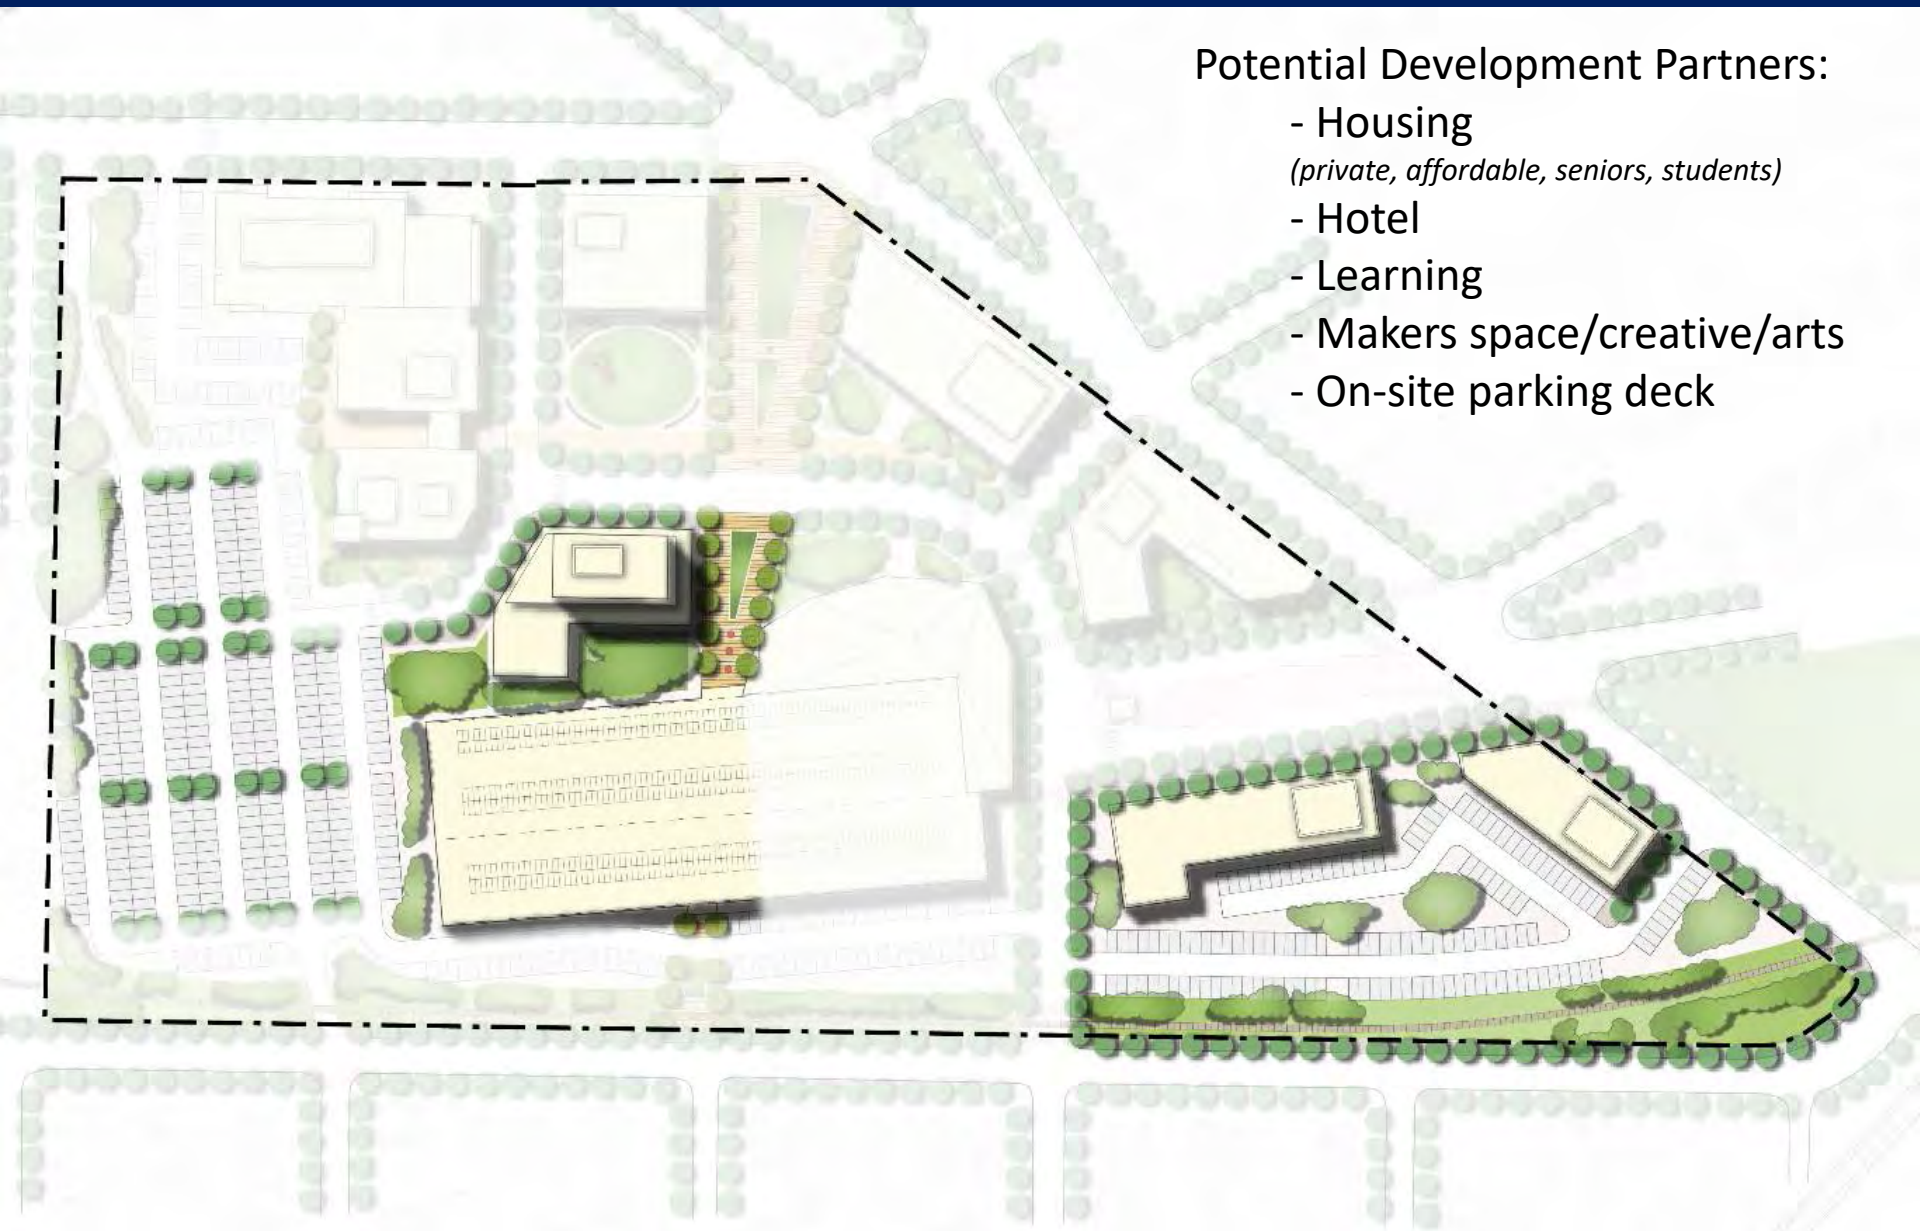 Potential Development Partners:
- Housing
(private, affordable, seniors, students)
- Hotel
- Learning
- Makers space/creative/arts
- On-site parking deck